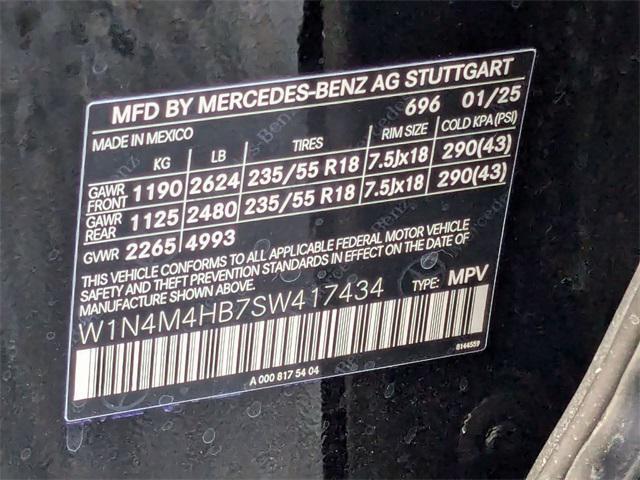 MFD BY MERCEDES-BENZ AG STUTTGART
696 01/25
MADE IN MEXICO
KG LB TIRES RIM SIZE COLD KPA(PSI)
GAWR FRONT 1190 2624 235/55 R18 7.5Jx18 290(43)
GAWR REAR 1125 2480 235/55 R18 7.5Jx18 290(43)
GVWR 2265 4993
THIS VEHICLE CONFORMS TO ALL APPLICABLE FEDERAL MOTOR VEHICLE
SAFETY AND THEFT PREVENTION STANDARDS IN EFFECT ON THE DATE OF
MANUFACTURE SHOWN ABOVE.
W1N4M4HB7SW417434 TYPE: MPV
A 000 817 54 04
8144559